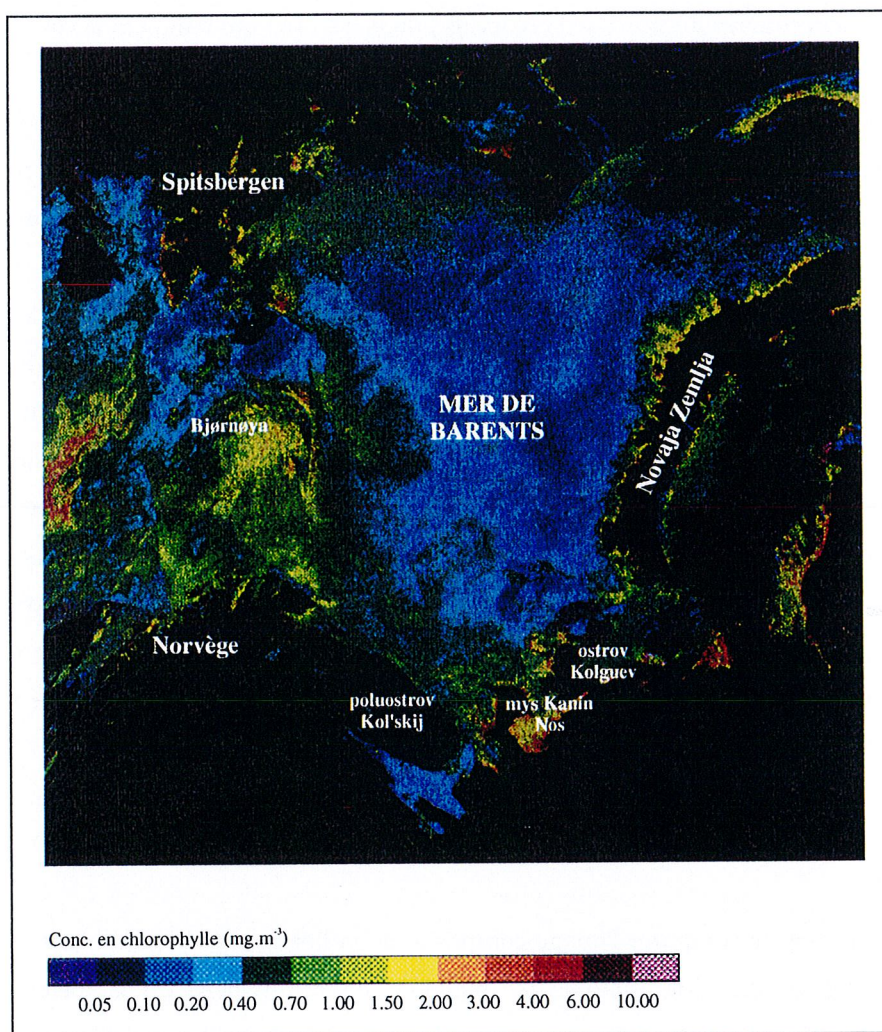 Spitsbergen
MER DE
BARENTS
Bjørnøya
Novaja Zemlja
Norvège
ostrov
Kolguev
poluostrov
Kol'skij
mys Kanin
Nos
Conc. en chlorophylle (mg.m⁻³)
0.05 0.10 0.20 0.40 0.70 1.00 1.50 2.00 3.00 4.00 6.00 10.00